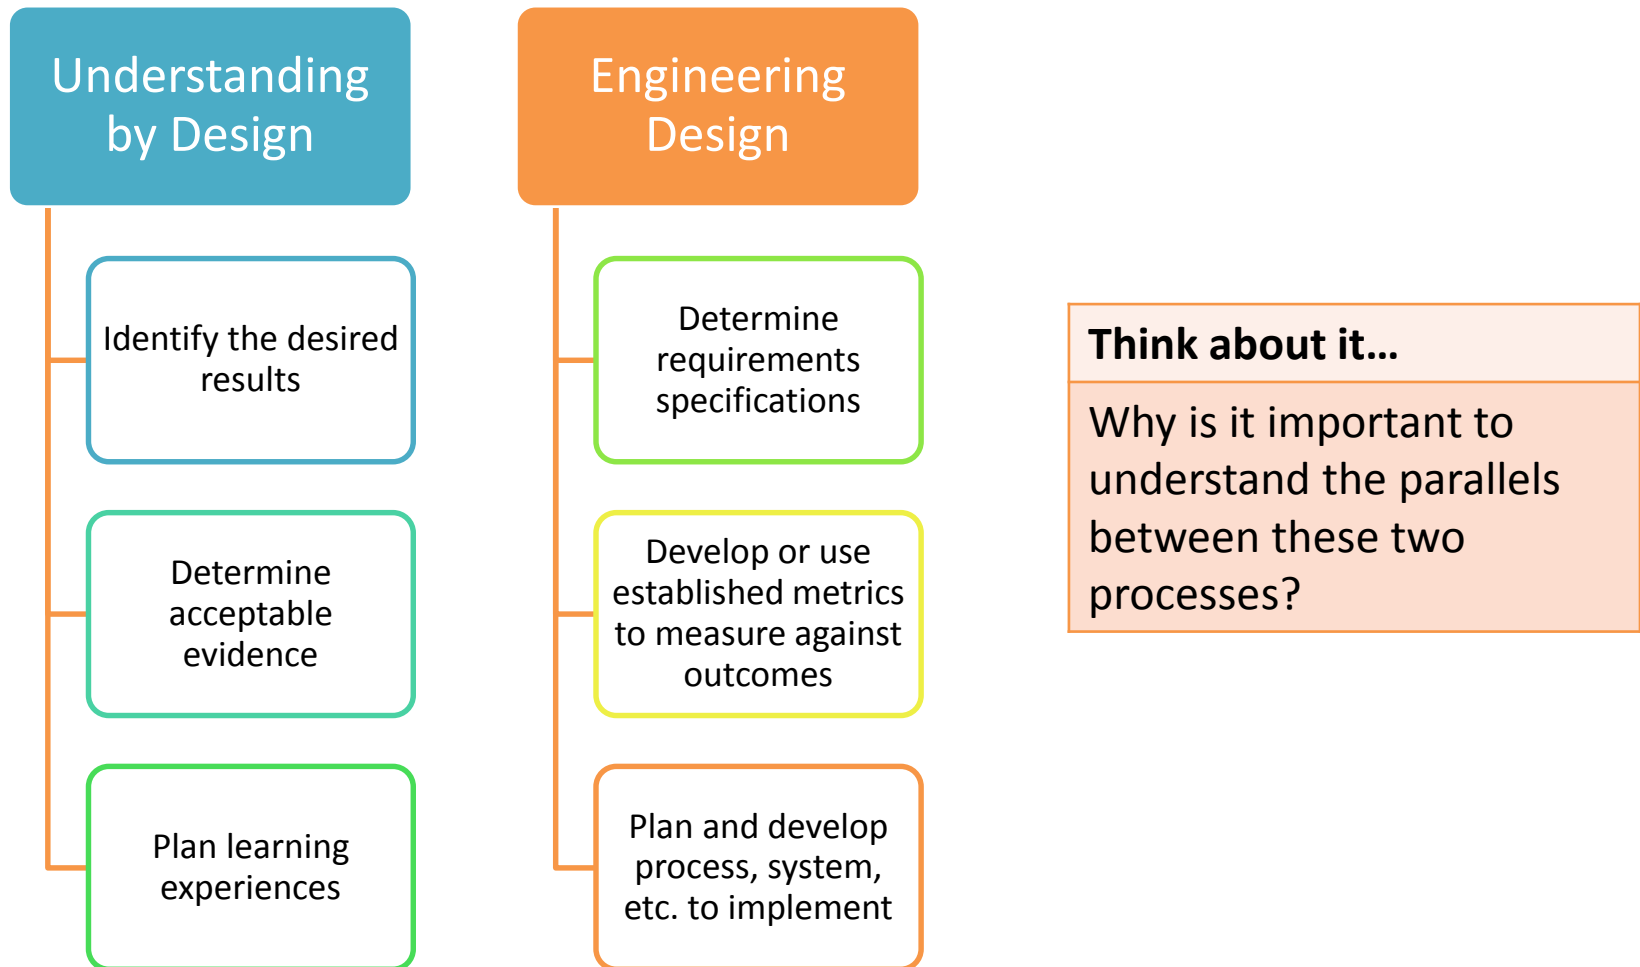 Understanding
by Design
Identify the desired
results
Determine
acceptable
evidence
Plan learning
experiences
Engineering
Design
Determine
requirements
specifications
Develop or use
established metrics
to measure against
outcomes
Plan and develop
process, system,
etc. to implement
Think about it…
Why is it important to
understand the parallels
between these two
processes?